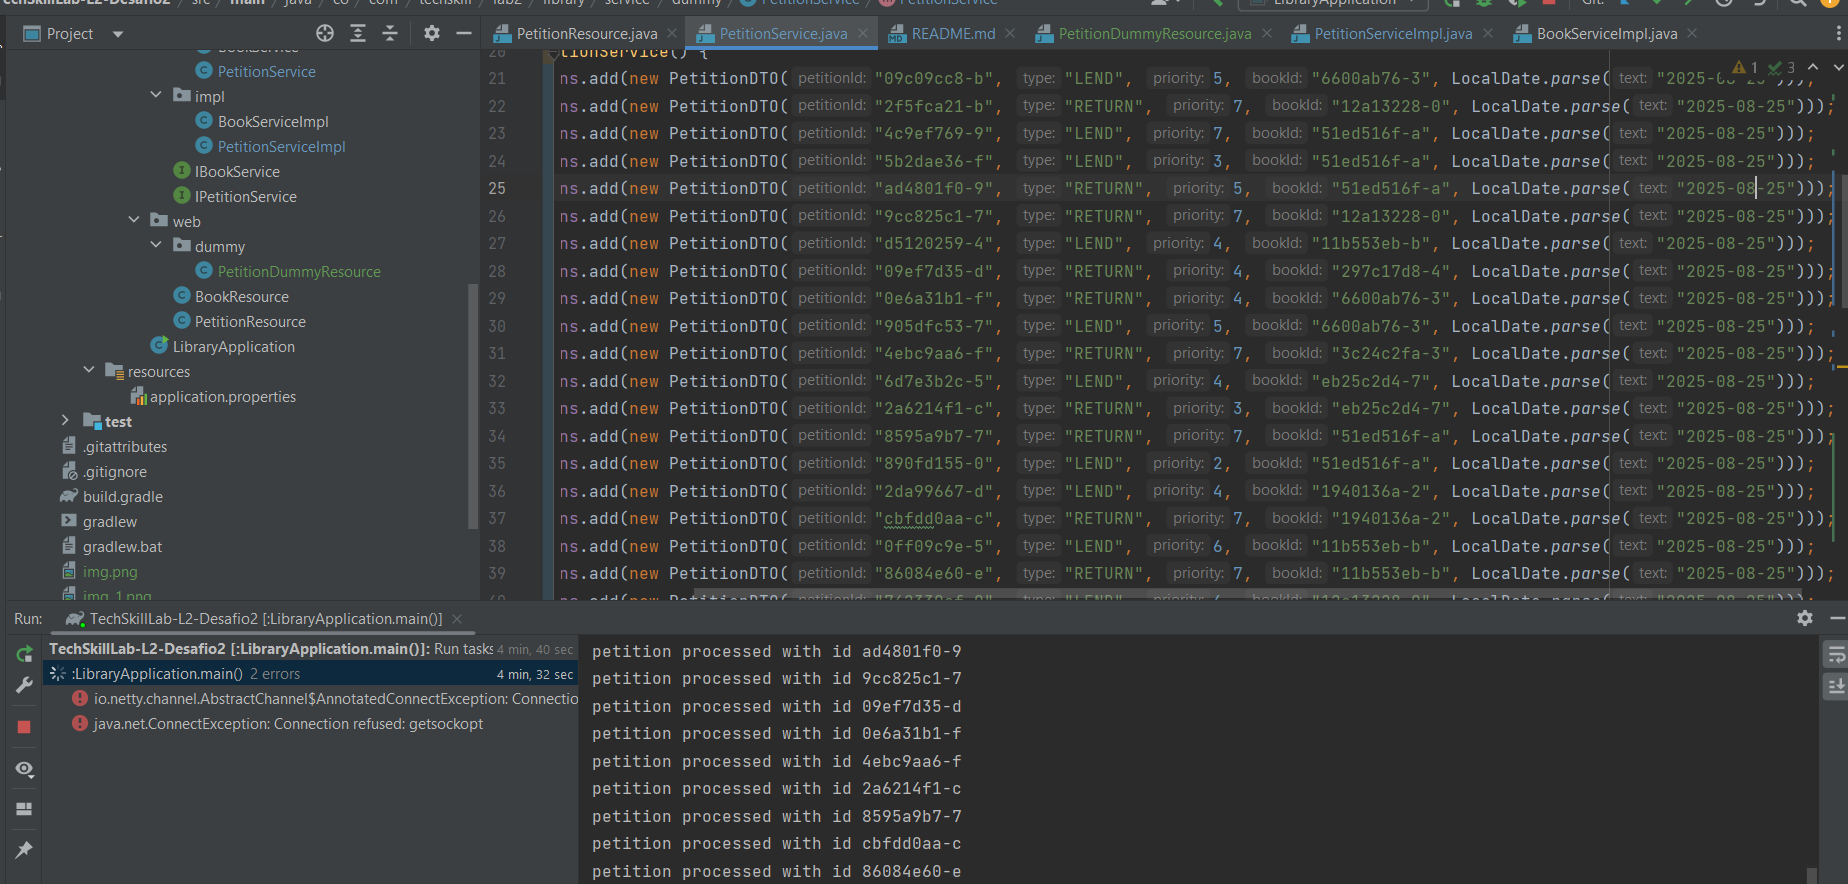 TechSkillLab-L2-Desafio2 / src / main / java / co / com / techskill / lab2 / library / service / dummy / PetitionService / PetitionService
LibraryApplication
Git:
Project
PetitionResource.java
PetitionService.java
README.md
PetitionDummyResource.java
PetitionServiceImpl.java
BookServiceImpl.java
BookService
PetitionService
impl
BookServiceImpl
PetitionServiceImpl
IBookService
IPetitionService
web
dummy
PetitionDummyResource
BookResource
PetitionResource
LibraryApplication
resources
application.properties
test
.gitattributes
.gitignore
build.gradle
gradlew
gradlew.bat
img.png
img_1.png
1 3
20 tionService() {
21 ns.add(new PetitionDTO( petitionId: "09c09cc8-b", type: "LEND", priority: 5, bookId: "6600ab76-3", LocalDate.parse( text: "2025-08-25")));
22 ns.add(new PetitionDTO( petitionId: "2f5fca21-b", type: "RETURN", priority: 7, bookId: "12a13228-0", LocalDate.parse( text: "2025-08-25")));
23 ns.add(new PetitionDTO( petitionId: "4c9ef769-9", type: "LEND", priority: 7, bookId: "51ed516f-a", LocalDate.parse( text: "2025-08-25")));
24 ns.add(new PetitionDTO( petitionId: "5b2dae36-f", type: "LEND", priority: 3, bookId: "51ed516f-a", LocalDate.parse( text: "2025-08-25")));
25 ns.add(new PetitionDTO( petitionId: "ad4801f0-9", type: "RETURN", priority: 5, bookId: "51ed516f-a", LocalDate.parse( text: "2025-08-25")));
26 ns.add(new PetitionDTO( petitionId: "9cc825c1-7", type: "RETURN", priority: 7, bookId: "12a13228-0", LocalDate.parse( text: "2025-08-25")));
27 ns.add(new PetitionDTO( petitionId: "d5120259-4", type: "LEND", priority: 4, bookId: "11b553eb-b", LocalDate.parse( text: "2025-08-25")));
28 ns.add(new PetitionDTO( petitionId: "09ef7d35-d", type: "RETURN", priority: 4, bookId: "297c17d8-4", LocalDate.parse( text: "2025-08-25")));
29 ns.add(new PetitionDTO( petitionId: "0e6a31b1-f", type: "RETURN", priority: 4, bookId: "6600ab76-3", LocalDate.parse( text: "2025-08-25")));
30 ns.add(new PetitionDTO( petitionId: "905dfc53-7", type: "LEND", priority: 5, bookId: "6600ab76-3", LocalDate.parse( text: "2025-08-25")));
31 ns.add(new PetitionDTO( petitionId: "4ebc9aa6-f", type: "RETURN", priority: 7, bookId: "3c24c2fa-3", LocalDate.parse( text: "2025-08-25")));
32 ns.add(new PetitionDTO( petitionId: "6d7e3b2c-5", type: "LEND", priority: 4, bookId: "eb25c2d4-7", LocalDate.parse( text: "2025-08-25")));
33 ns.add(new PetitionDTO( petitionId: "2a6214f1-c", type: "RETURN", priority: 3, bookId: "eb25c2d4-7", LocalDate.parse( text: "2025-08-25")));
34 ns.add(new PetitionDTO( petitionId: "8595a9b7-7", type: "RETURN", priority: 7, bookId: "51ed516f-a", LocalDate.parse( text: "2025-08-25")));
35 ns.add(new PetitionDTO( petitionId: "890fd155-0", type: "LEND", priority: 2, bookId: "51ed516f-a", LocalDate.parse( text: "2025-08-25")));
36 ns.add(new PetitionDTO( petitionId: "2da99667-d", type: "LEND", priority: 4, bookId: "1940136a-2", LocalDate.parse( text: "2025-08-25")));
37 ns.add(new PetitionDTO( petitionId: "cbfdd0aa-c", type: "RETURN", priority: 7, bookId: "1940136a-2", LocalDate.parse( text: "2025-08-25")));
38 ns.add(new PetitionDTO( petitionId: "0ff09c9e-5", type: "LEND", priority: 6, bookId: "11b553eb-b", LocalDate.parse( text: "2025-08-25")));
39 ns.add(new PetitionDTO( petitionId: "86084e60-e", type: "RETURN", priority: 7, bookId: "11b553eb-b", LocalDate.parse( text: "2025-08-25")));
Run: TechSkillLab-L2-Desafio2 [:LibraryApplication.main()]
TechSkillLab-L2-Desafio2 [:LibraryApplication.main()]: Run tasks 4 min, 40 sec
:LibraryApplication.main() 2 errors 4 min, 32 sec
io.netty.channel.AbstractChannel$AnnotatedConnectException: Connectio
java.net.ConnectException: Connection refused: getsockopt
petition processed with id ad4801f0-9
petition processed with id 9cc825c1-7
petition processed with id 09ef7d35-d
petition processed with id 0e6a31b1-f
petition processed with id 4ebc9aa6-f
petition processed with id 2a6214f1-c
petition processed with id 8595a9b7-7
petition processed with id cbfdd0aa-c
petition processed with id 86084e60-e